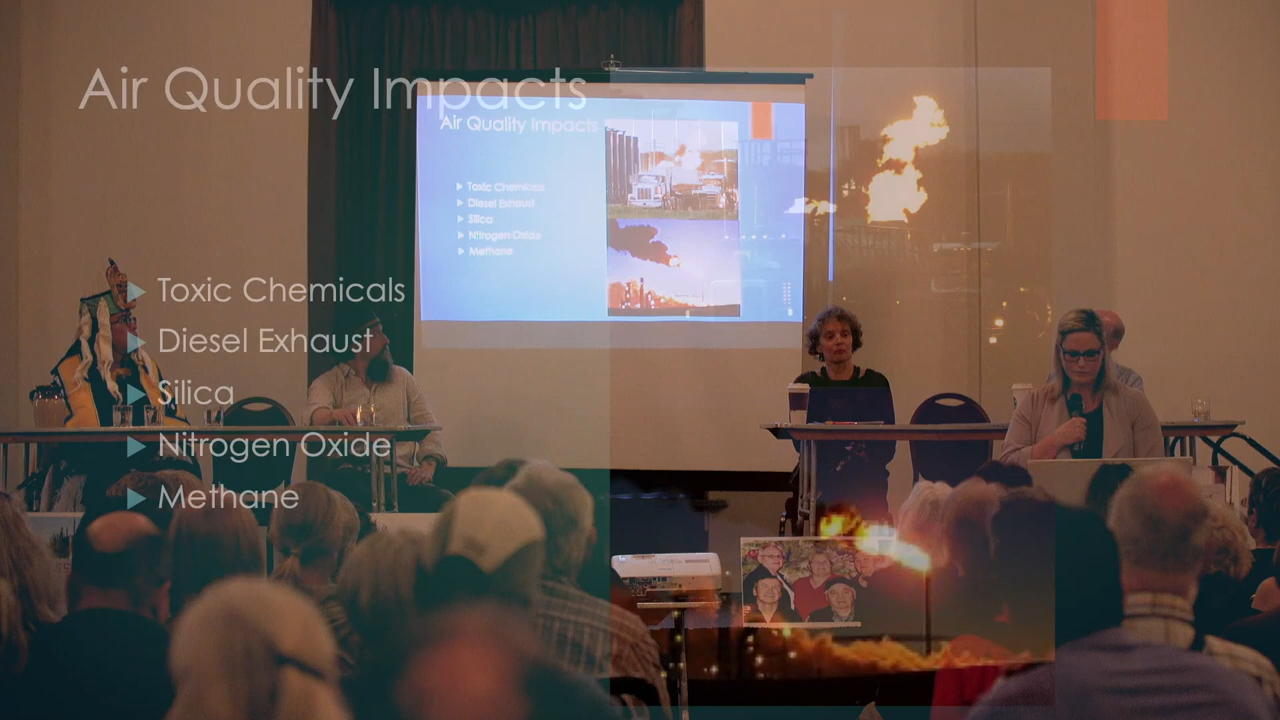 Air Quality Impacts
Toxic Chemicals
Diesel Exhaust
Silica
Nitrogen Oxide
Methane
Air Quality Impacts
Toxic Chemicals
Diesel Exhaust
Silica
Nitrogen Oxide
Methane